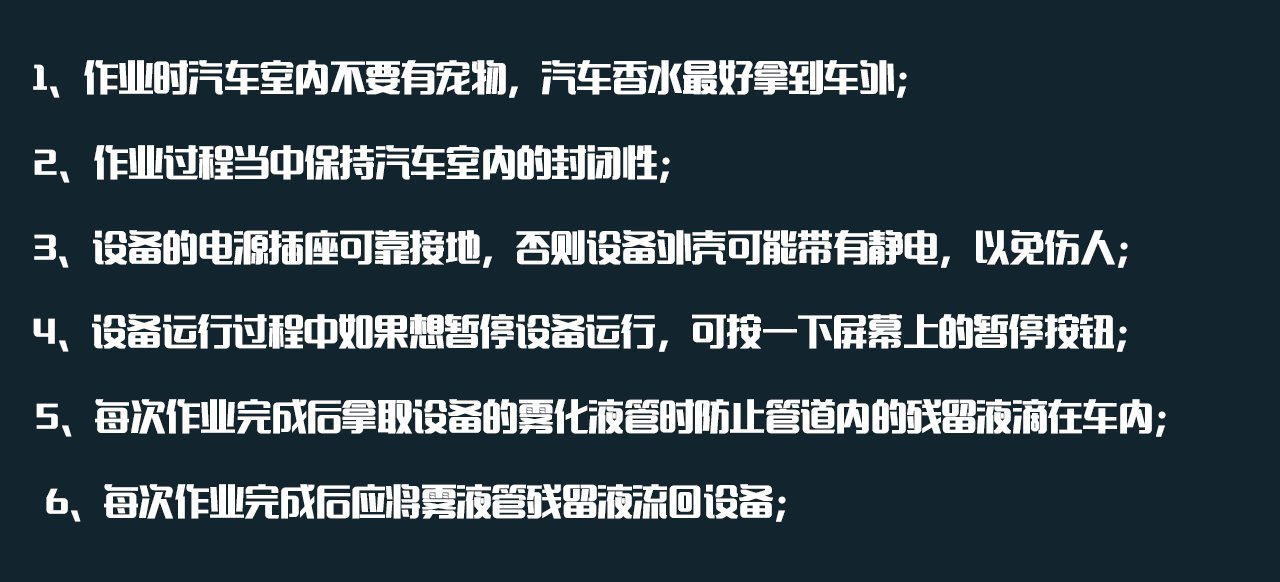 1、作业时汽车室内不要有宠物，汽车香水最好拿到车外；
2、作业过程当中保持汽车室内的封闭性；
3、设备的电源插座可靠接地，否则设备外壳可能带有静电，以免伤人；
4、设备运行过程中如果想暂停设备运行，可按一下屏幕上的暂停按钮；
5、每次作业完成后拿取设备的雾化液管时防止管道内的残留液滴在车内；
6、每次作业完成后应将雾液管残留液流回设备；